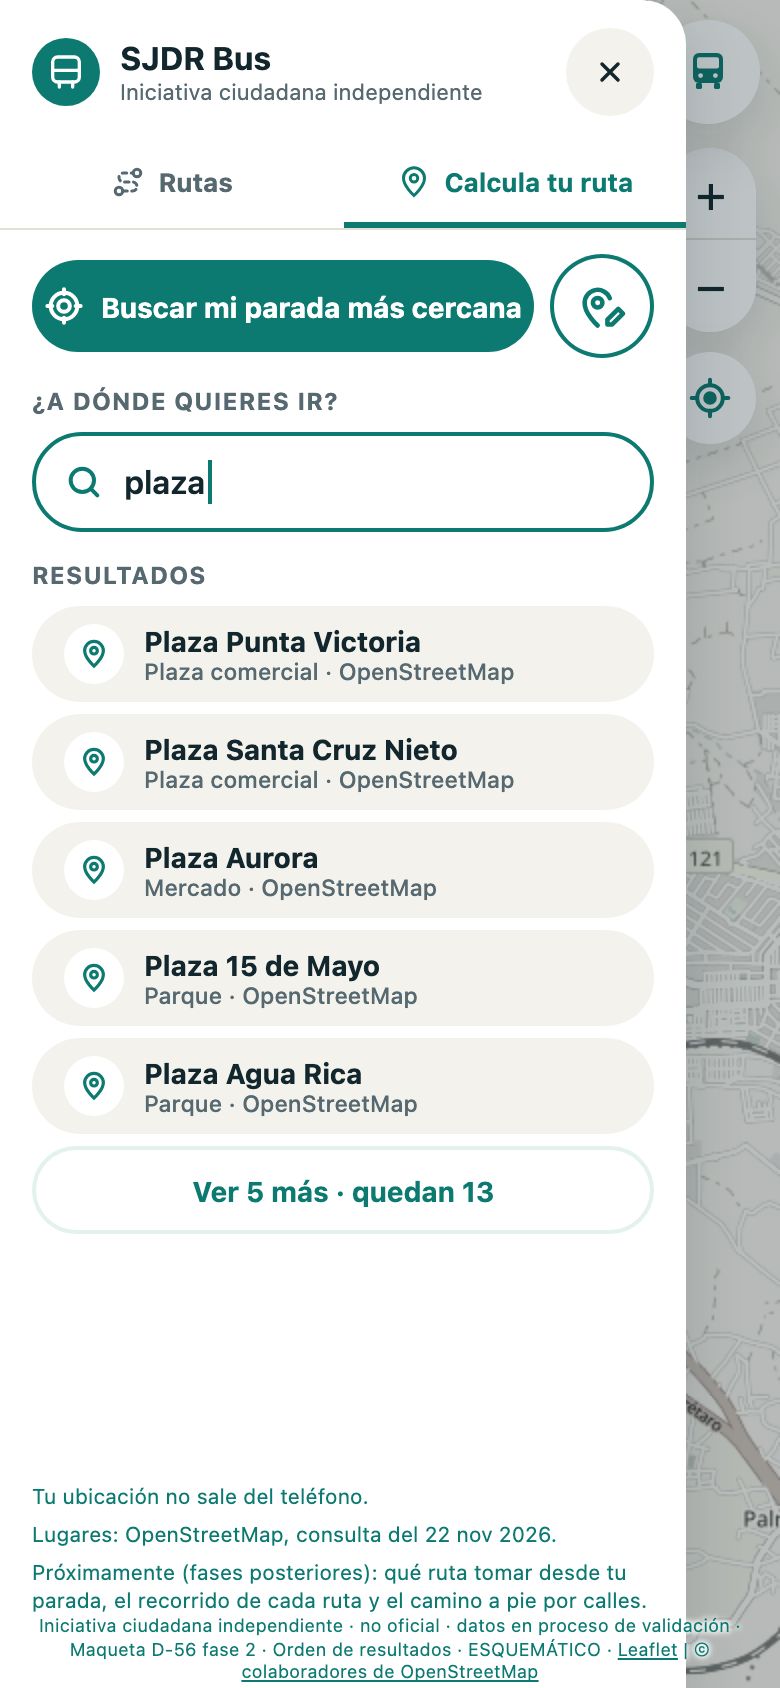 SJDR Bus
Iniciativa ciudadana independiente
Rutas
Calcula tu ruta
Buscar mi parada más cercana
¿A DÓNDE QUIERES IR?
plaza
RESULTADOS
Plaza Punta Victoria
Plaza comercial · OpenStreetMap
Plaza Santa Cruz Nieto
Plaza comercial · OpenStreetMap
Plaza Aurora
Mercado · OpenStreetMap
121
Plaza 15 de Mayo
Parque · OpenStreetMap
Plaza Agua Rica
Parque · OpenStreetMap
Ver 5 más · quedan 13
Tu ubicación no sale del teléfono.
Lugares: OpenStreetMap, consulta del 22 nov 2026.
Próximamente (fases posteriores): qué ruta tomar desde tu
parada, el recorrido de cada ruta y el camino a pie por calles.
Iniciativa ciudadana independiente · no oficial · datos en proceso de validación ·
Maqueta D-56 fase 2 · Orden de resultados · ESQUEMÁTICO · Leaflet | ©
colaboradores de OpenStreetMap